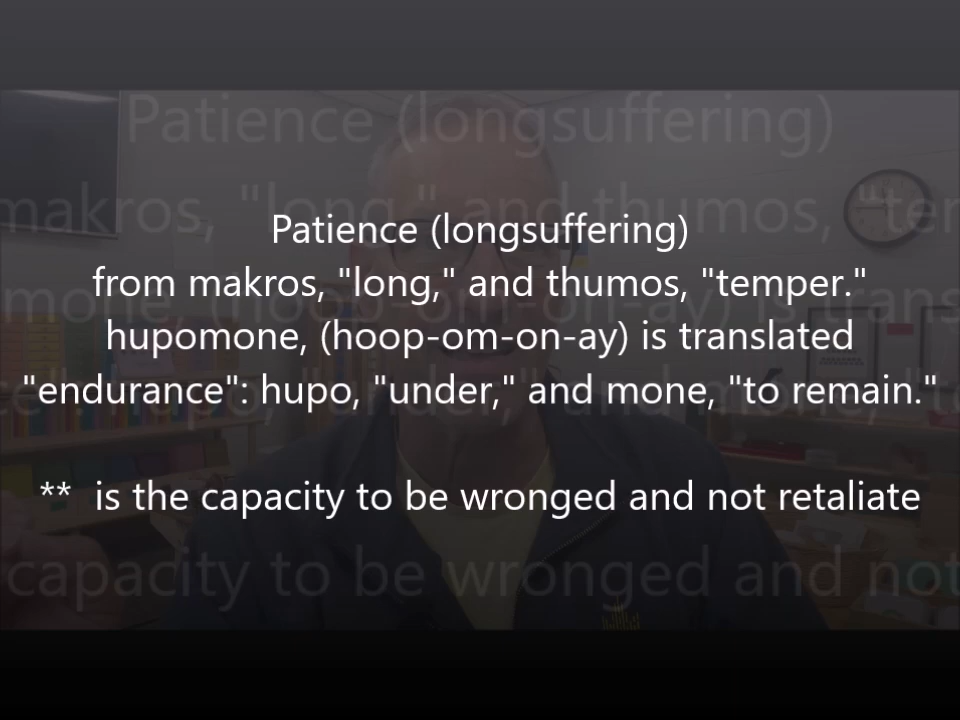 Patience (longsuffering)
from makros, "long," and thumos, "temper."
hupomone, (hoop-om-on-ay) is translated
"endurance": hupo, "under," and mone, "to remain."
** is the capacity to be wronged and not retaliate